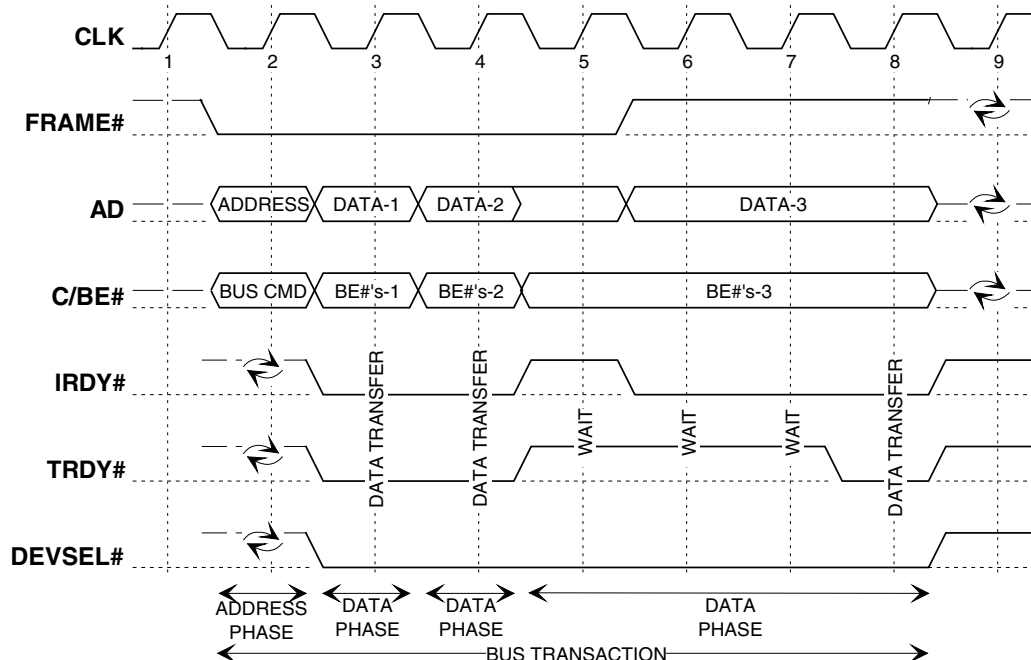 CLK
1 2 3 4 5 6 7 8 9
FRAME#
AD
ADDRESS DATA-1 DATA-2 DATA-3
C/BE#
BUS CMD BE#'s-1 BE#'s-2 BE#'s-3
IRDY#
TRDY#
DATA TRANSFER
DATA TRANSFER
WAIT
WAIT
WAIT
DATA TRANSFER
DEVSEL#
ADDRESS
PHASE
DATA
PHASE
DATA
PHASE
DATA
PHASE
BUS TRANSACTION